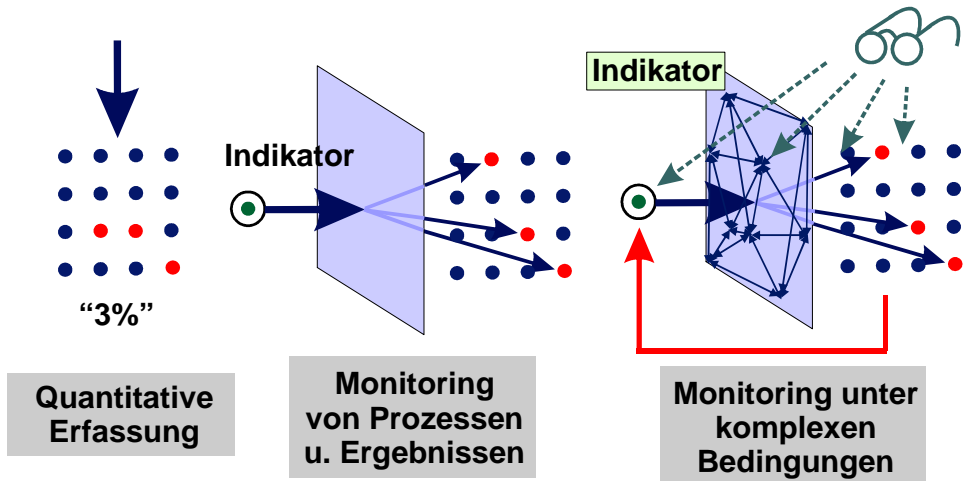 Indikator
Indikator
“3%”
Quantitative
Erfassung
Monitoring
von Prozessen
u. Ergebnissen
Monitoring unter
komplexen
Bedingungen